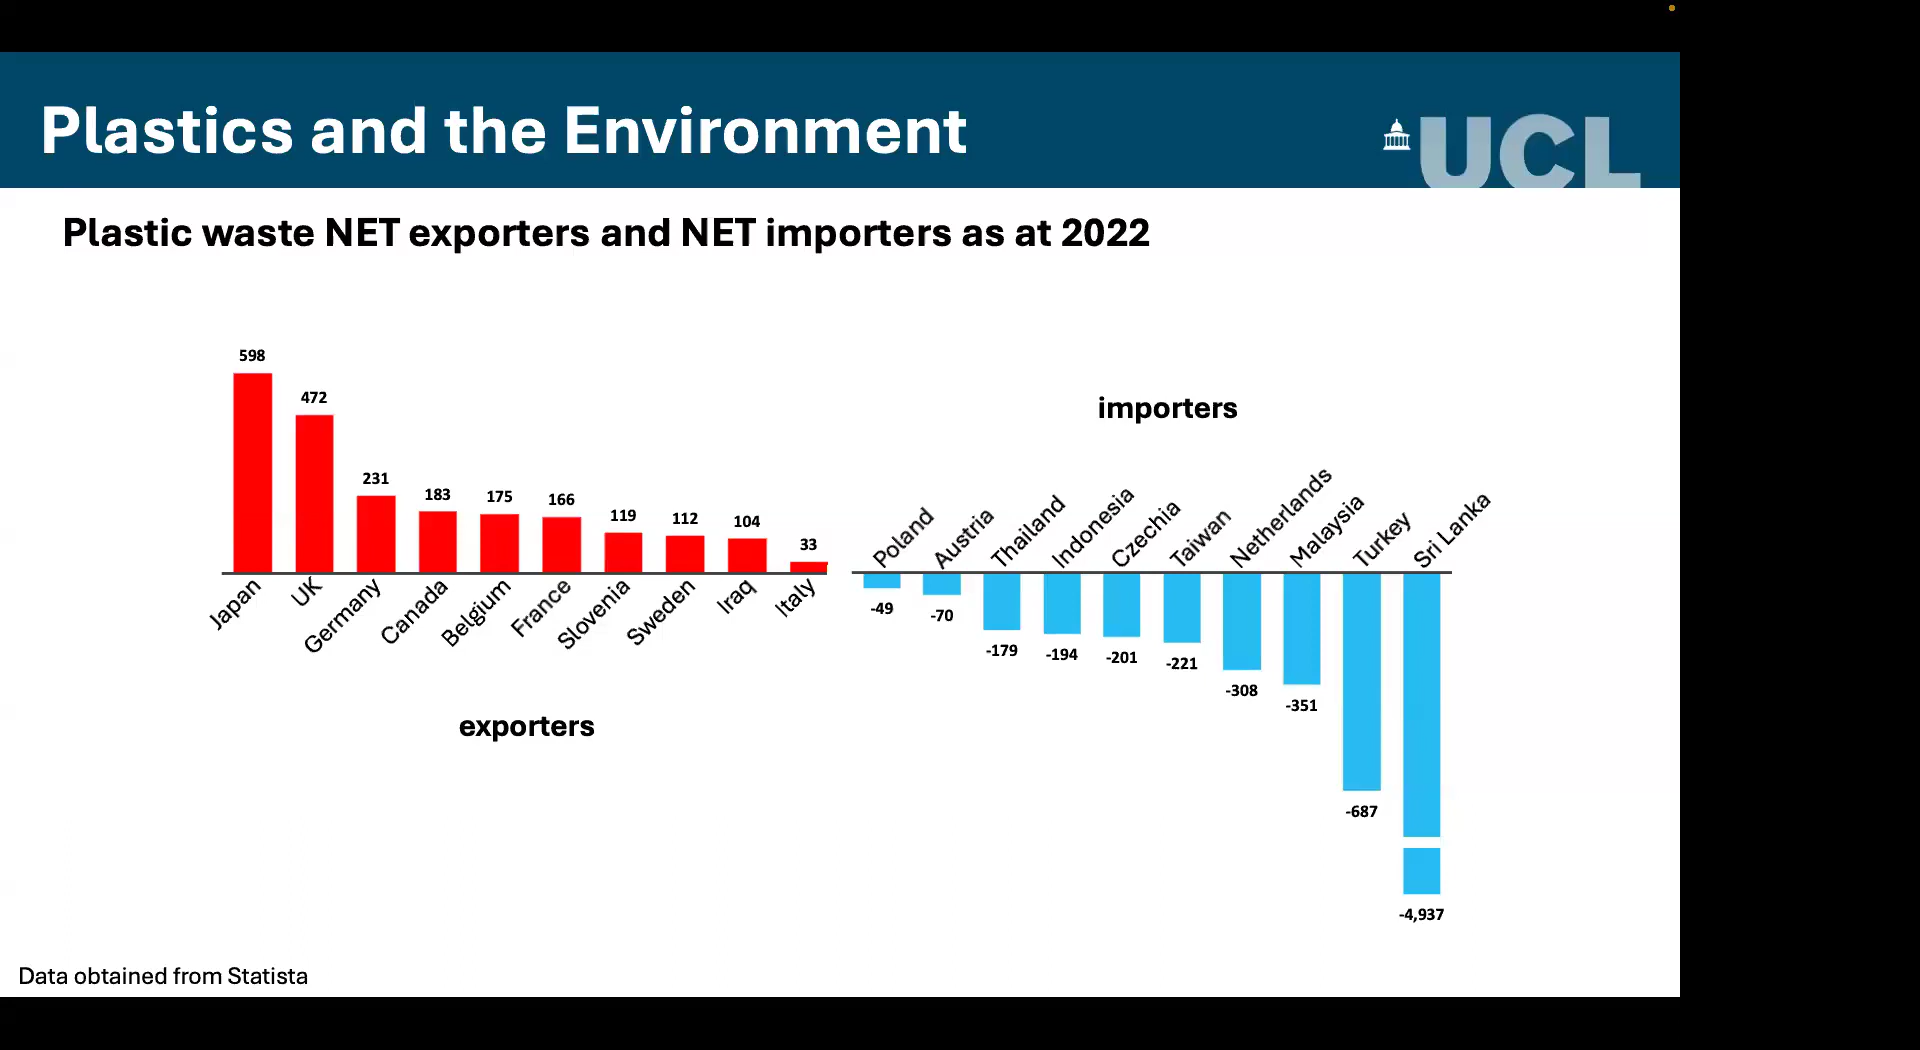 Plastics and the Environment
UCL
Plastic waste NET exporters and NET importers as at 2022
598
472
231
183
175
166
119
112
104
33
Japan
UK
Germany
Canada
Belgium
France
Slovenia
Sweden
Iraq
Italy
exporters
importers
Poland
Austria
Thailand
Indonesia
Czechia
Taiwan
Netherlands
Malaysia
Turkey
Sri Lanka
-49
-70
-179
-194
-201
-221
-308
-351
-687
-4,937
Data obtained from Statista